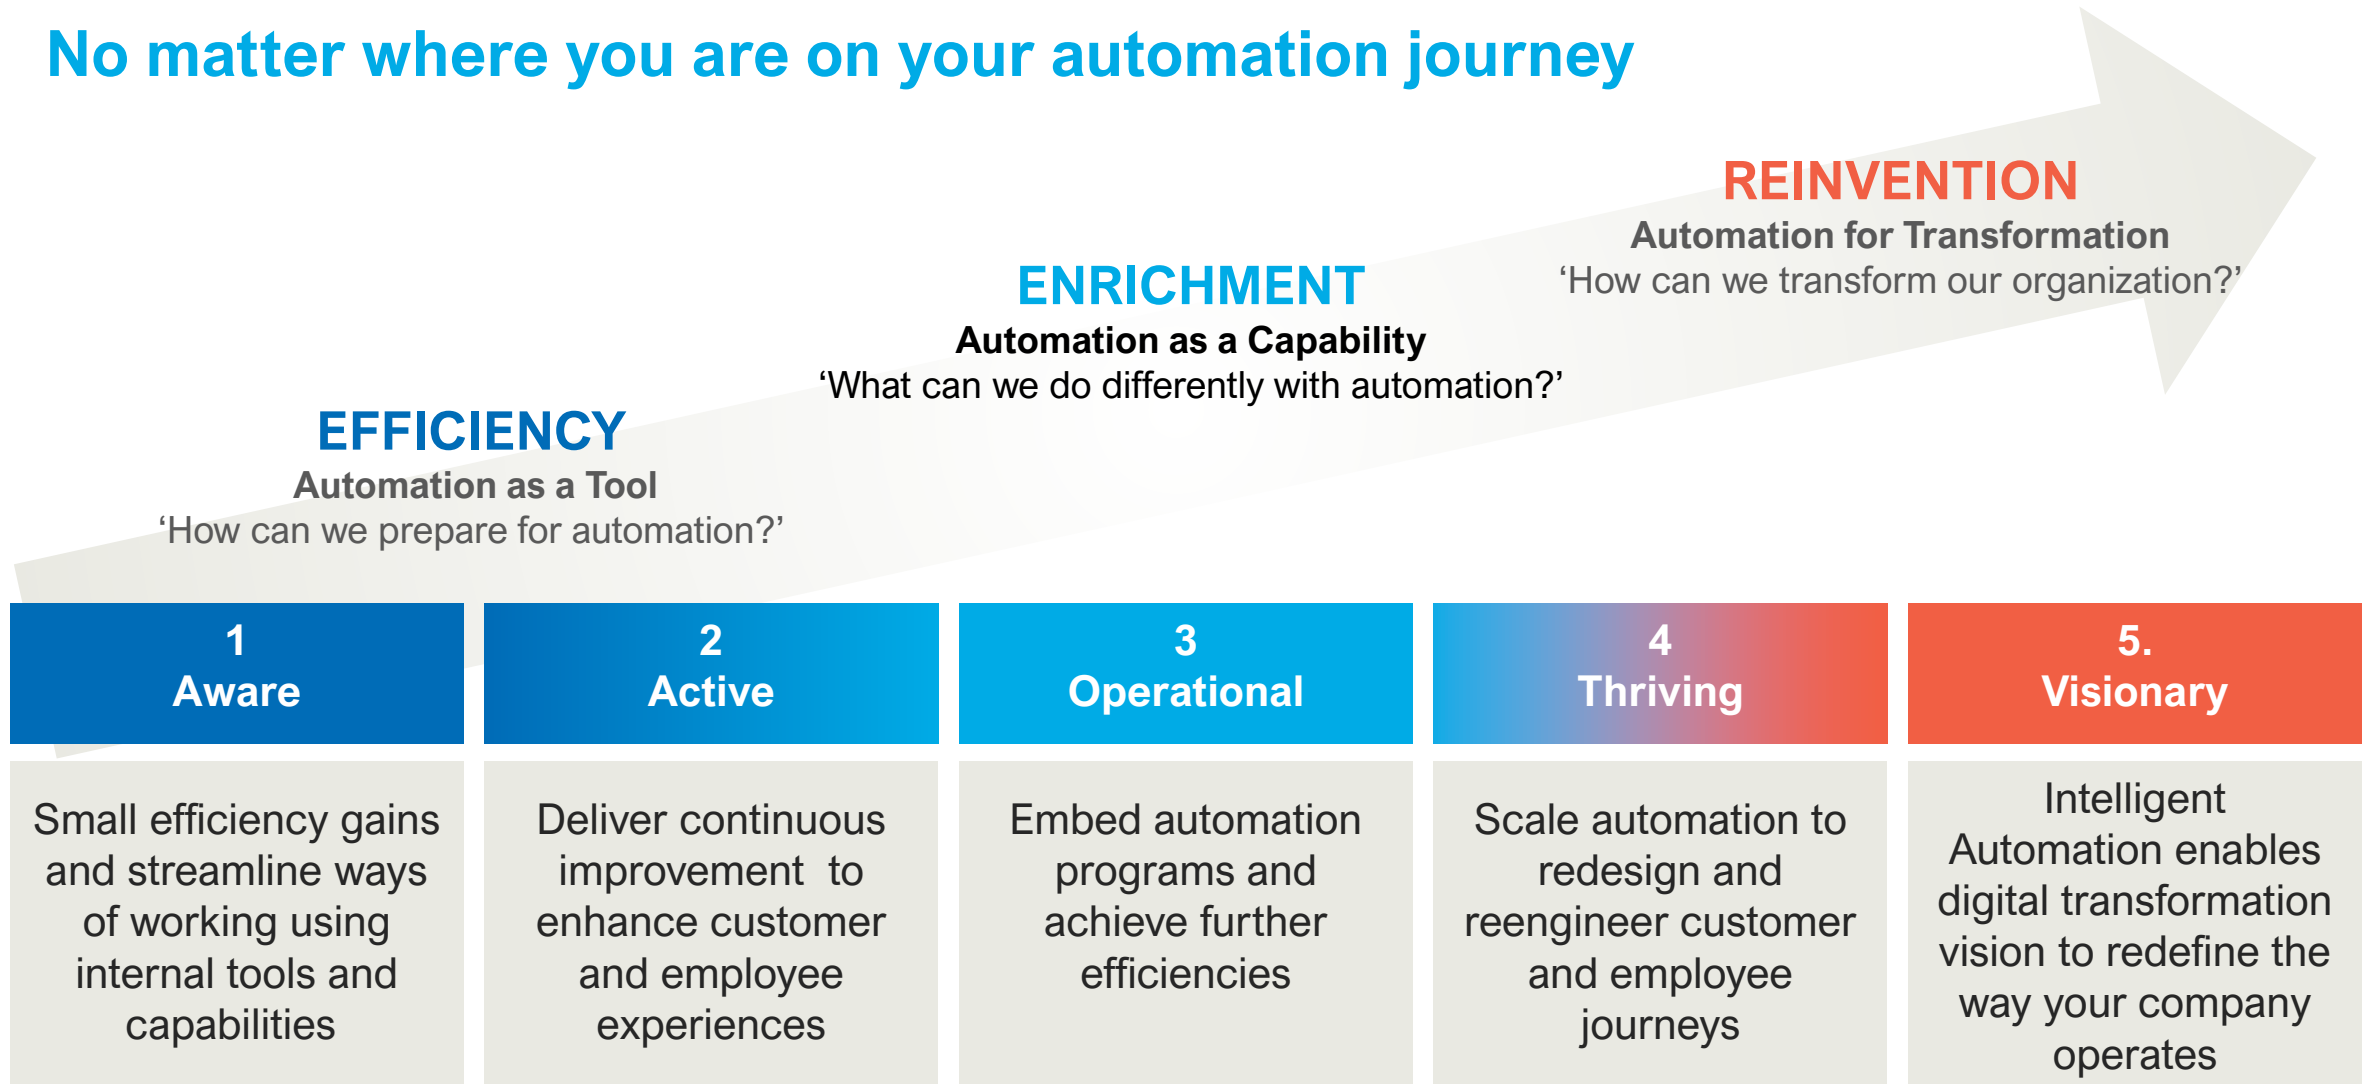 No matter where you are on your automation journey
REINVENTION
Automation for Transformation
‘How can we transform our organization?’
ENRICHMENT
Automation as a Capability
‘What can we do differently with automation?’
EFFICIENCY
Automation as a Tool
‘How can we prepare for automation?’
1
Aware
Small efficiency gains
and streamline ways
of working using
internal tools and
capabilities
2
Active
Deliver continuous
improvement  to
enhance customer
and employee
experiences
3
Operational
Embed automation
programs and
achieve further
efficiencies
4
Thriving
Scale automation to
redesign and
reengineer customer
and employee
journeys
5.
Visionary
Intelligent
Automation enables
digital transformation
vision to redefine the
way your company
operates